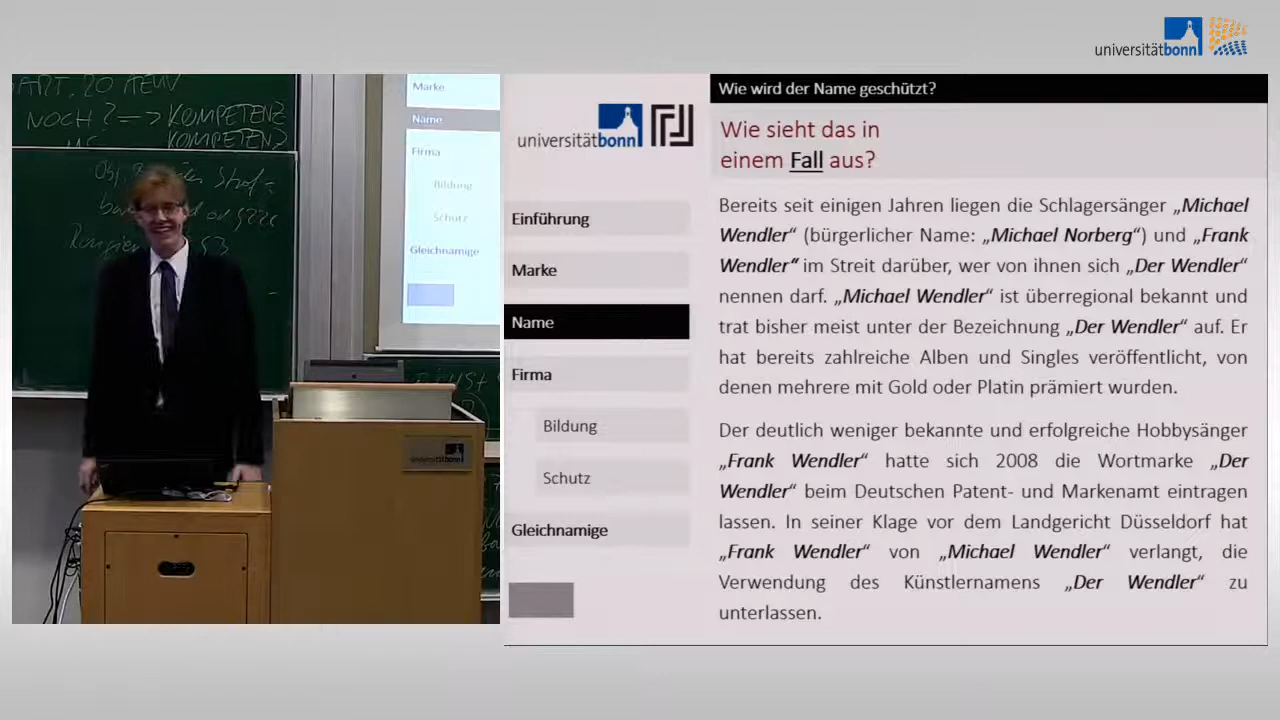 universitätbonn
ART. 20 AEUV
NOCH? => KOMPETENZ
KOMPETENZ
Marke
Name
Firma
Bildung
Schutz
Gleichnamige
universitätbonn
universitätbonn
Einführung
Marke
Name
Firma
Bildung
Schutz
Gleichnamige
Wie wird der Name geschützt?
Wie sieht das in
einem Fall aus?
Bereits seit einigen Jahren liegen die Schlagersänger „Michael
Wendler“ (bürgerlicher Name: „Michael Norberg“) und „Frank
Wendler“ im Streit darüber, wer von ihnen sich „Der Wendler“
nennen darf. „Michael Wendler“ ist überregional bekannt und
trat bisher meist unter der Bezeichnung „Der Wendler“ auf. Er
hat bereits zahlreiche Alben und Singles veröffentlicht, von
denen mehrere mit Gold oder Platin prämiert wurden.
Der deutlich weniger bekannte und erfolgreiche Hobbysänger
„Frank Wendler“ hatte sich 2008 die Wortmarke „Der
Wendler“ beim Deutschen Patent- und Markenamt eintragen
lassen. In seiner Klage vor dem Landgericht Düsseldorf hat
„Frank Wendler“ von „Michael Wendler“ verlangt, die
Verwendung des Künstlernamens „Der Wendler“ zu
unterlassen.